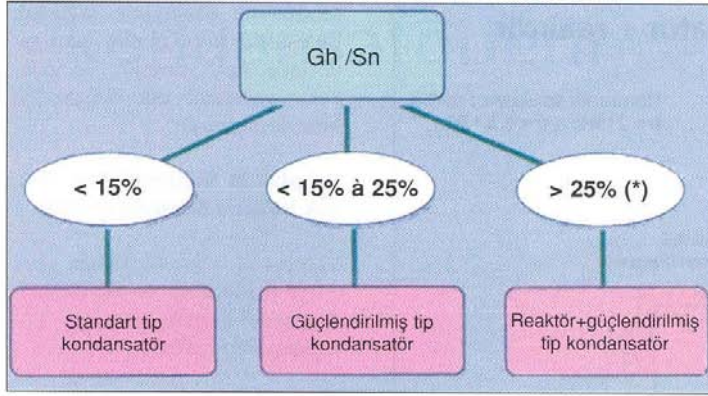 Gh /Sn
< 15%
< 15% à 25%
> 25% (*)
Standart tip
kondansatör
Güçlendirilmiş tip
kondansatör
Reaktör+güçlendirilmiş
tip kondansatör